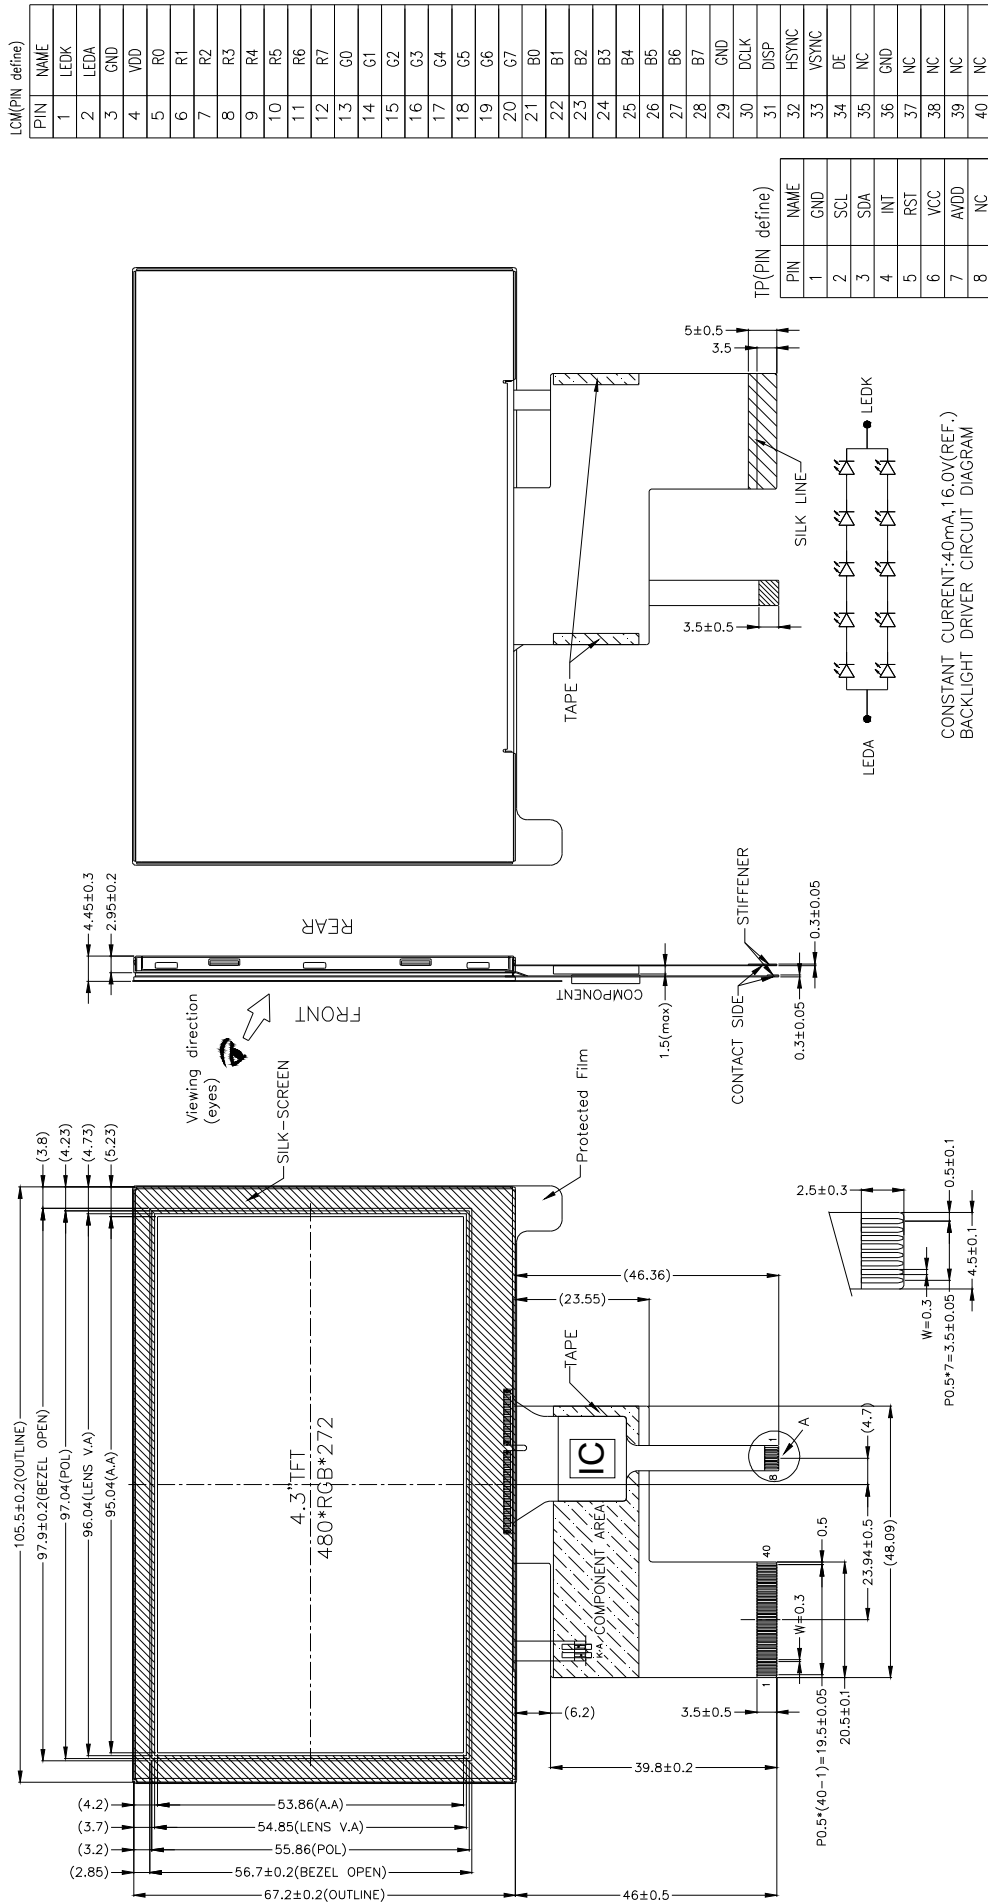 LCM(PIN define)
PIN NAME
1 LEDK
2 LEDA
3 GND
4 VDD
5 R0
6 R1
7 R2
8 R3
9 R4
10 R5
11 R6
12 R7
13 G0
14 G1
15 G2
16 G3
17 G4
18 G5
19 G6
20 G7
21 B0
22 B1
23 B2
24 B3
25 B4
26 B5
27 B6
28 B7
29 GND
30 DCLK
31 DISP
32 HSYNC
33 VSYNC
34 DE
35 NC
36 GND
37 NC
38 NC
39 NC
40 NC
TP(PIN define)
PIN NAME
1 GND
2 SCL
3 SDA
4 INT
5 RST
6 VCC
7 AVDD
8 NC
5±0.5
3.5
SILK LINE
3.5±0.5
TAPE
LEDA
LEDK
CONSTANT CURRENT:40mA,16.0V(REF.)
BACKLIGHT DRIVER CIRCUIT DIAGRAM
4.45±0.3
2.95±0.2
REAR
FRONT
Viewing direction
(eyes)
COMPONENT
1.5(max)
CONTACT SIDE
STIFFENER
0.3±0.05
0.3±0.05
105.5±0.2(OUTLINE)
97.9±0.2(BEZEL OPEN)
97.04(POL)
96.04(LENS V.A)
95.04(A.A)
(3.8)
(4.23)
(4.73)
(5.23)
SILK-SCREEN
Protected Film
4.3"TFT
480*RGB*272
(4.2)
53.86(A.A)
(3.7)
54.85(LENS V.A)
(3.2)
55.86(POL)
(2.85)
56.7±0.2(BEZEL OPEN)
67.2±0.2(OUTLINE)
46±0.5
(46.36)
(23.55)
TAPE
IC
COMPONENT AREA
K A
A
1
8
(4.7)
40
1
0.5
W=0.3
23.94±0.5
(48.09)
(6.2)
39.8±0.2
3.5±0.5
P0.5*(40-1)=19.5±0.05
20.5±0.1
2.5±0.3
0.5±0.1
4.5±0.1
W=0.3
P0.5*7=3.5±0.05